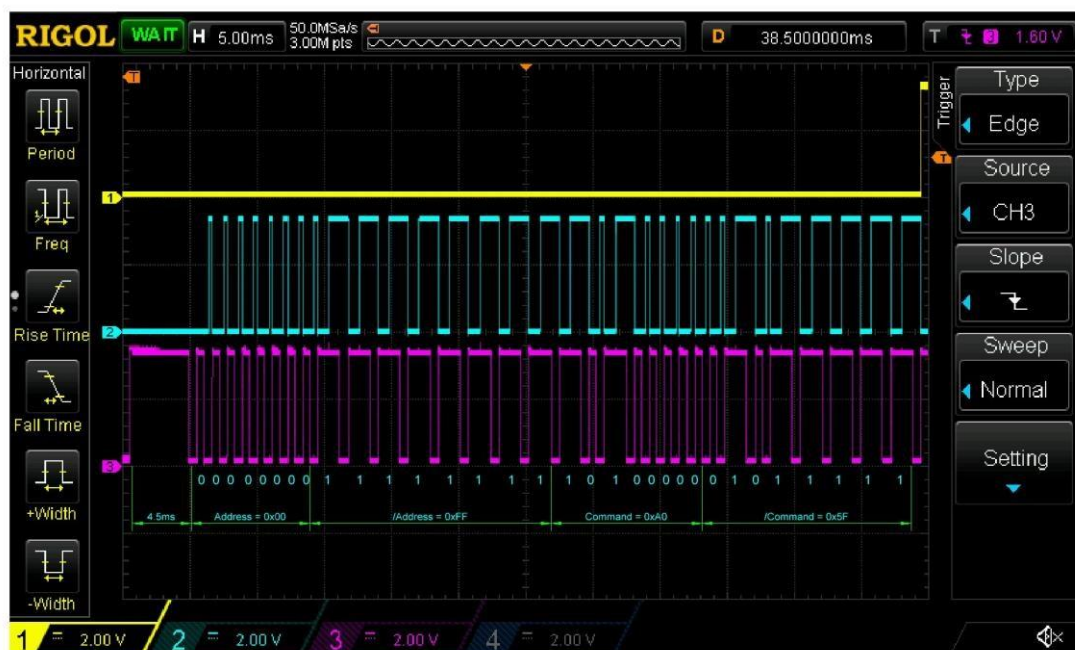 RIGOL WAIT H 5.00ms 50.0MSa/s 3.00M pts D 38.5000000ms T 3 1.60 V
Horizontal
Period
Freq
Rise Time
Fall Time
+Width
-Width
T
T
1
2
3
0 0 0 0 0 0 0 0 1 1 1 1 1 1 1 1 1 0 1 0 0 0 0 0 0 1 0 1 1 1 1 1
4.5ms Address = 0x00 /Address = 0xFF Command = 0xA0 /Command = 0x5F
Trigger
Type
Edge
Source
CH3
Slope
Sweep
Normal
Setting
1 = 2.00 V 2 = 2.00 V 3 = 2.00 V 4 = 2.00 V